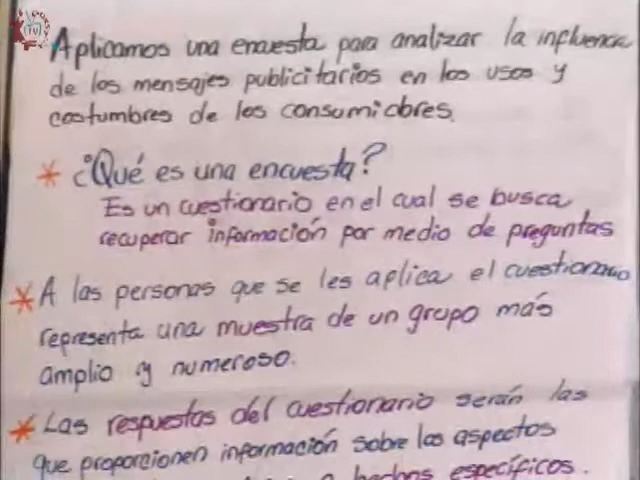 Aplicamos una encuesta para analizar la influencia
de los mensajes publicitarios en los usos y
costumbres de los consumidores.
* ¿Qué es una encuesta?
Es un cuestionario en el cual se busca
recuperar información por medio de preguntas
* A las personas que se les aplica el cuestionario
representa una muestra de un grupo más
amplio y numeroso.
* Las respuestas del cuestionario serán las
que proporcionen información sobre los aspectos
o hechos específicos.